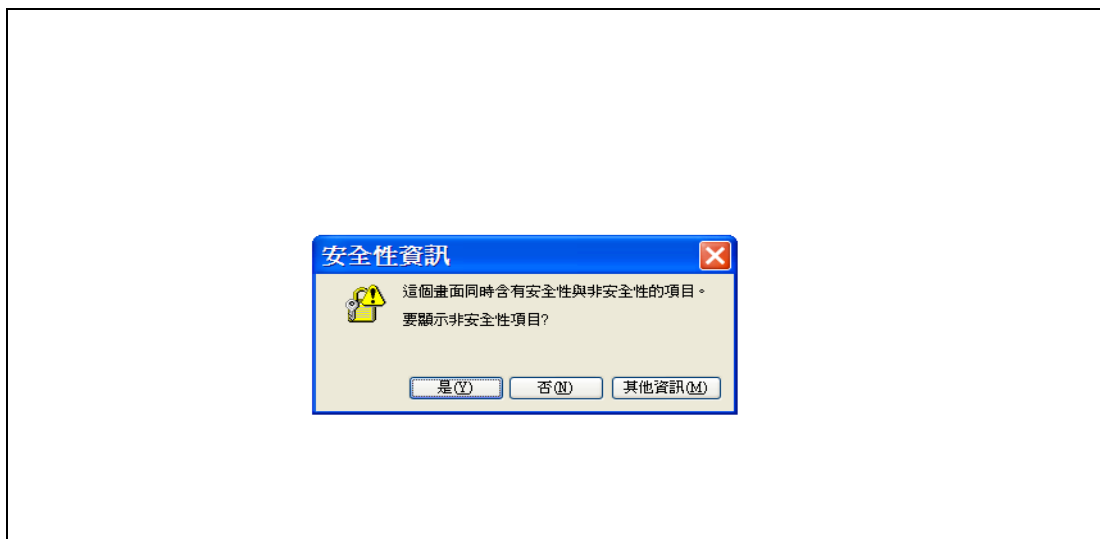 安全性資訊
這個畫面同時含有安全性與非安全性的項目。
要顯示非安全性項目?
是(Y)
否(N)
其他資訊(M)